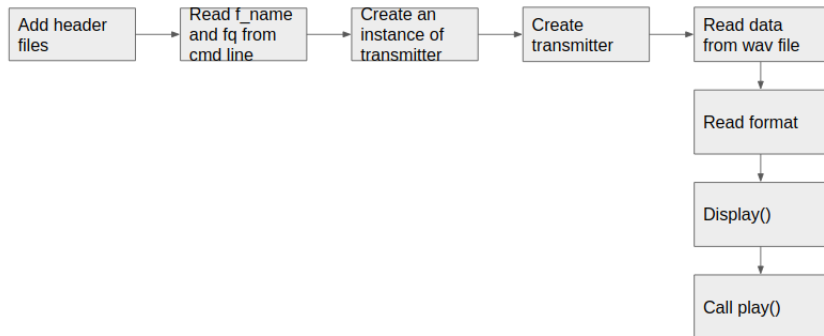 Add header
files
Read f_name
and fq from
cmd line
Create an
instance of
transmitter
Create
transmitter
Read data
from wav file
Read format
Display()
Call play()